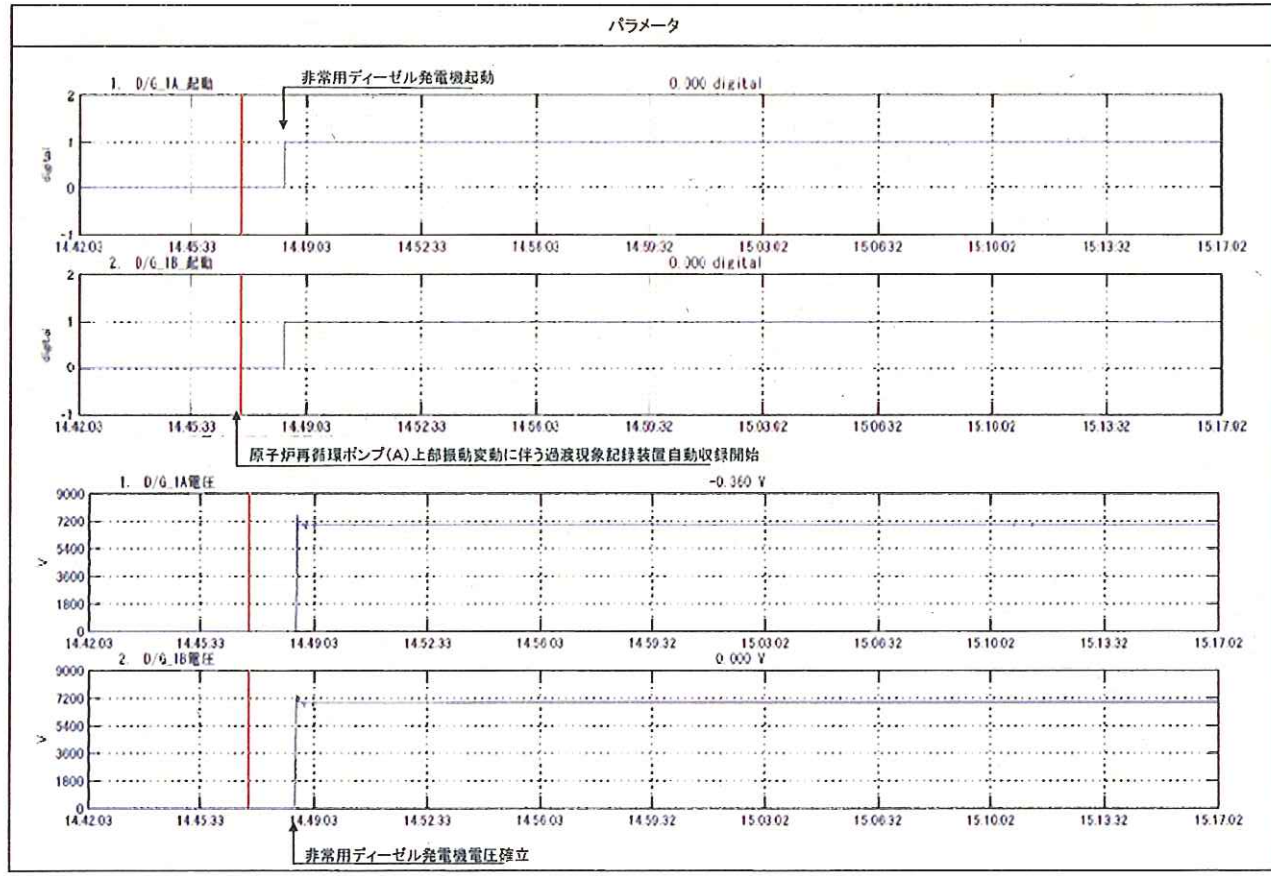 パラメータ
1. D/G_1A_起動 非常用ディーゼル発電機起動 0.000 digital
2
1
0
-1
digital
14.42.03 14.45:33 14.49.03 14.52:33 14.56:03 14.59:32 15.03:02 15.06:32 15.10:02 15.13:32 15.17:02
2. D/G_1B_起動 0.000 digital
2
1
0
-1
digital
14.42.03 14.45:33 14.49.03 14.52:33 14.56:03 14.59:32 15.03:02 15.06:32 15.10:02 15.13:32 15.17:02
原子炉再循環ポンプ(A)上部振動変動に伴う過渡現象記録装置自動収録開始
1. D/G_1A電圧 -0.360 V
9000
7200
5400
3600
1800
0
V
14.42.03 14.45:33 14.49.03 14.52:33 14.56:03 14.59:32 15.03:02 15.06:32 15.10:02 15.13:32 15.17:02
2. D/G_1B電圧 0.000 V
9000
7200
5400
3600
1800
0
V
14.42.03 14.45:33 14.49.03 14.52:33 14.56:03 14.59:32 15.03:02 15.06:32 15.10:02 15.13:32 15.17:02
非常用ディーゼル発電機電圧確立